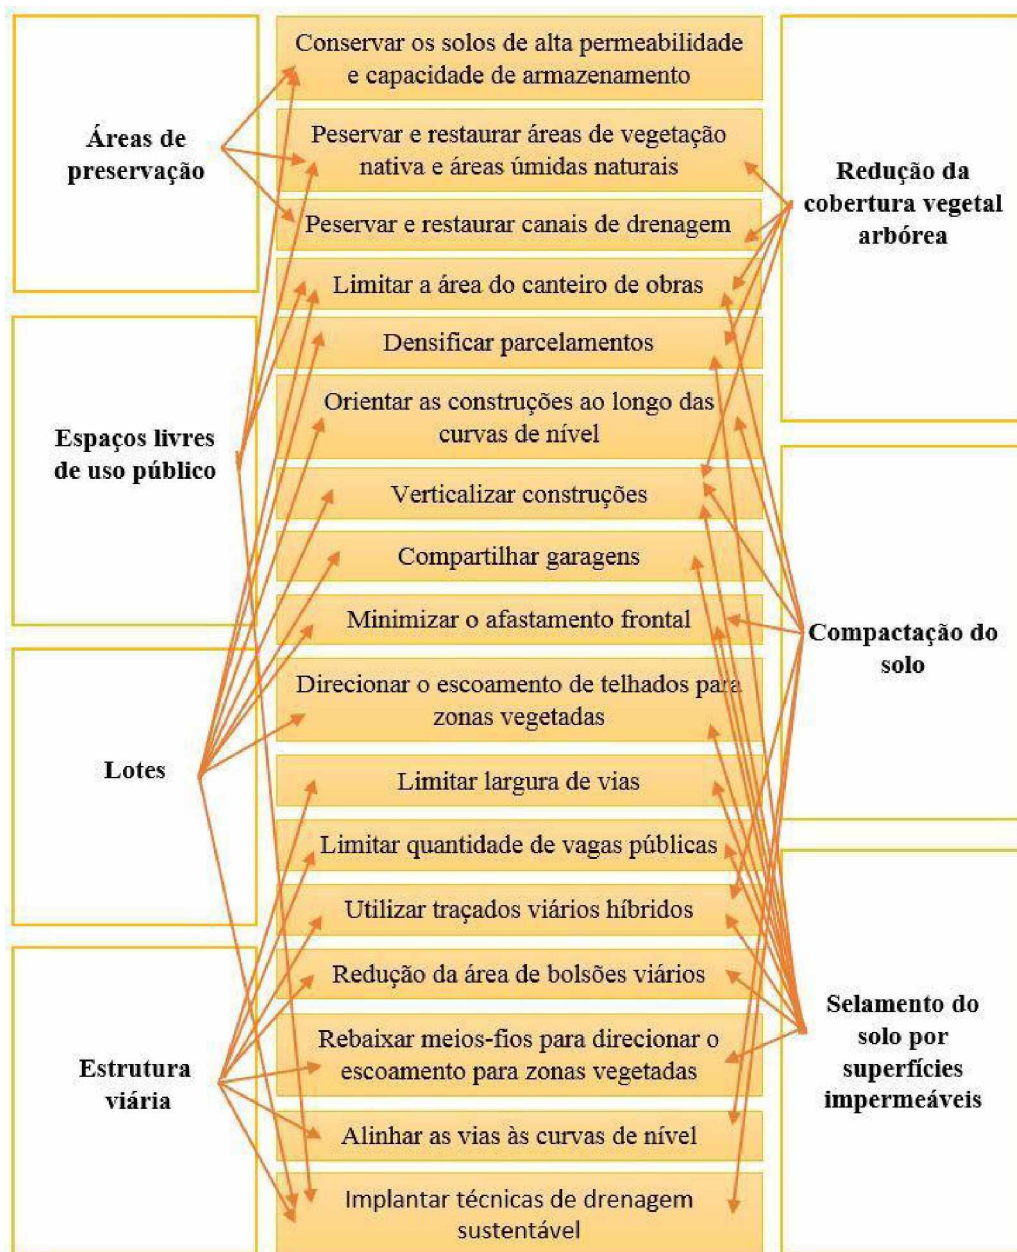 Áreas de
preservação
Espaços livres
de uso público
Lotes
Estrutura
viária
Conservar os solos de alta permeabilidade
e capacidade de armazenamento
Peservar e restaurar áreas de vegetação
nativa e áreas úmidas naturais
Peservar e restaurar canais de drenagem
Limitar a área do canteiro de obras
Densificar parcelamentos
Orientar as construções ao longo das
curvas de nível
Verticalizar construções
Compartilhar garagens
Minimizar o afastamento frontal
Direcionar o escoamento de telhados para
zonas vegetadas
Limitar largura de vias
Limitar quantidade de vagas públicas
Utilizar traçados viários híbridos
Redução da área de bolsões viários
Rebaixar meios-fios para direcionar o
escoamento para zonas vegetadas
Alinhar as vias às curvas de nível
Implantar técnicas de drenagem
sustentável
Redução da
cobertura vegetal
arbórea
Compactação do
solo
Selamento do
solo por
superfícies
impermeáveis